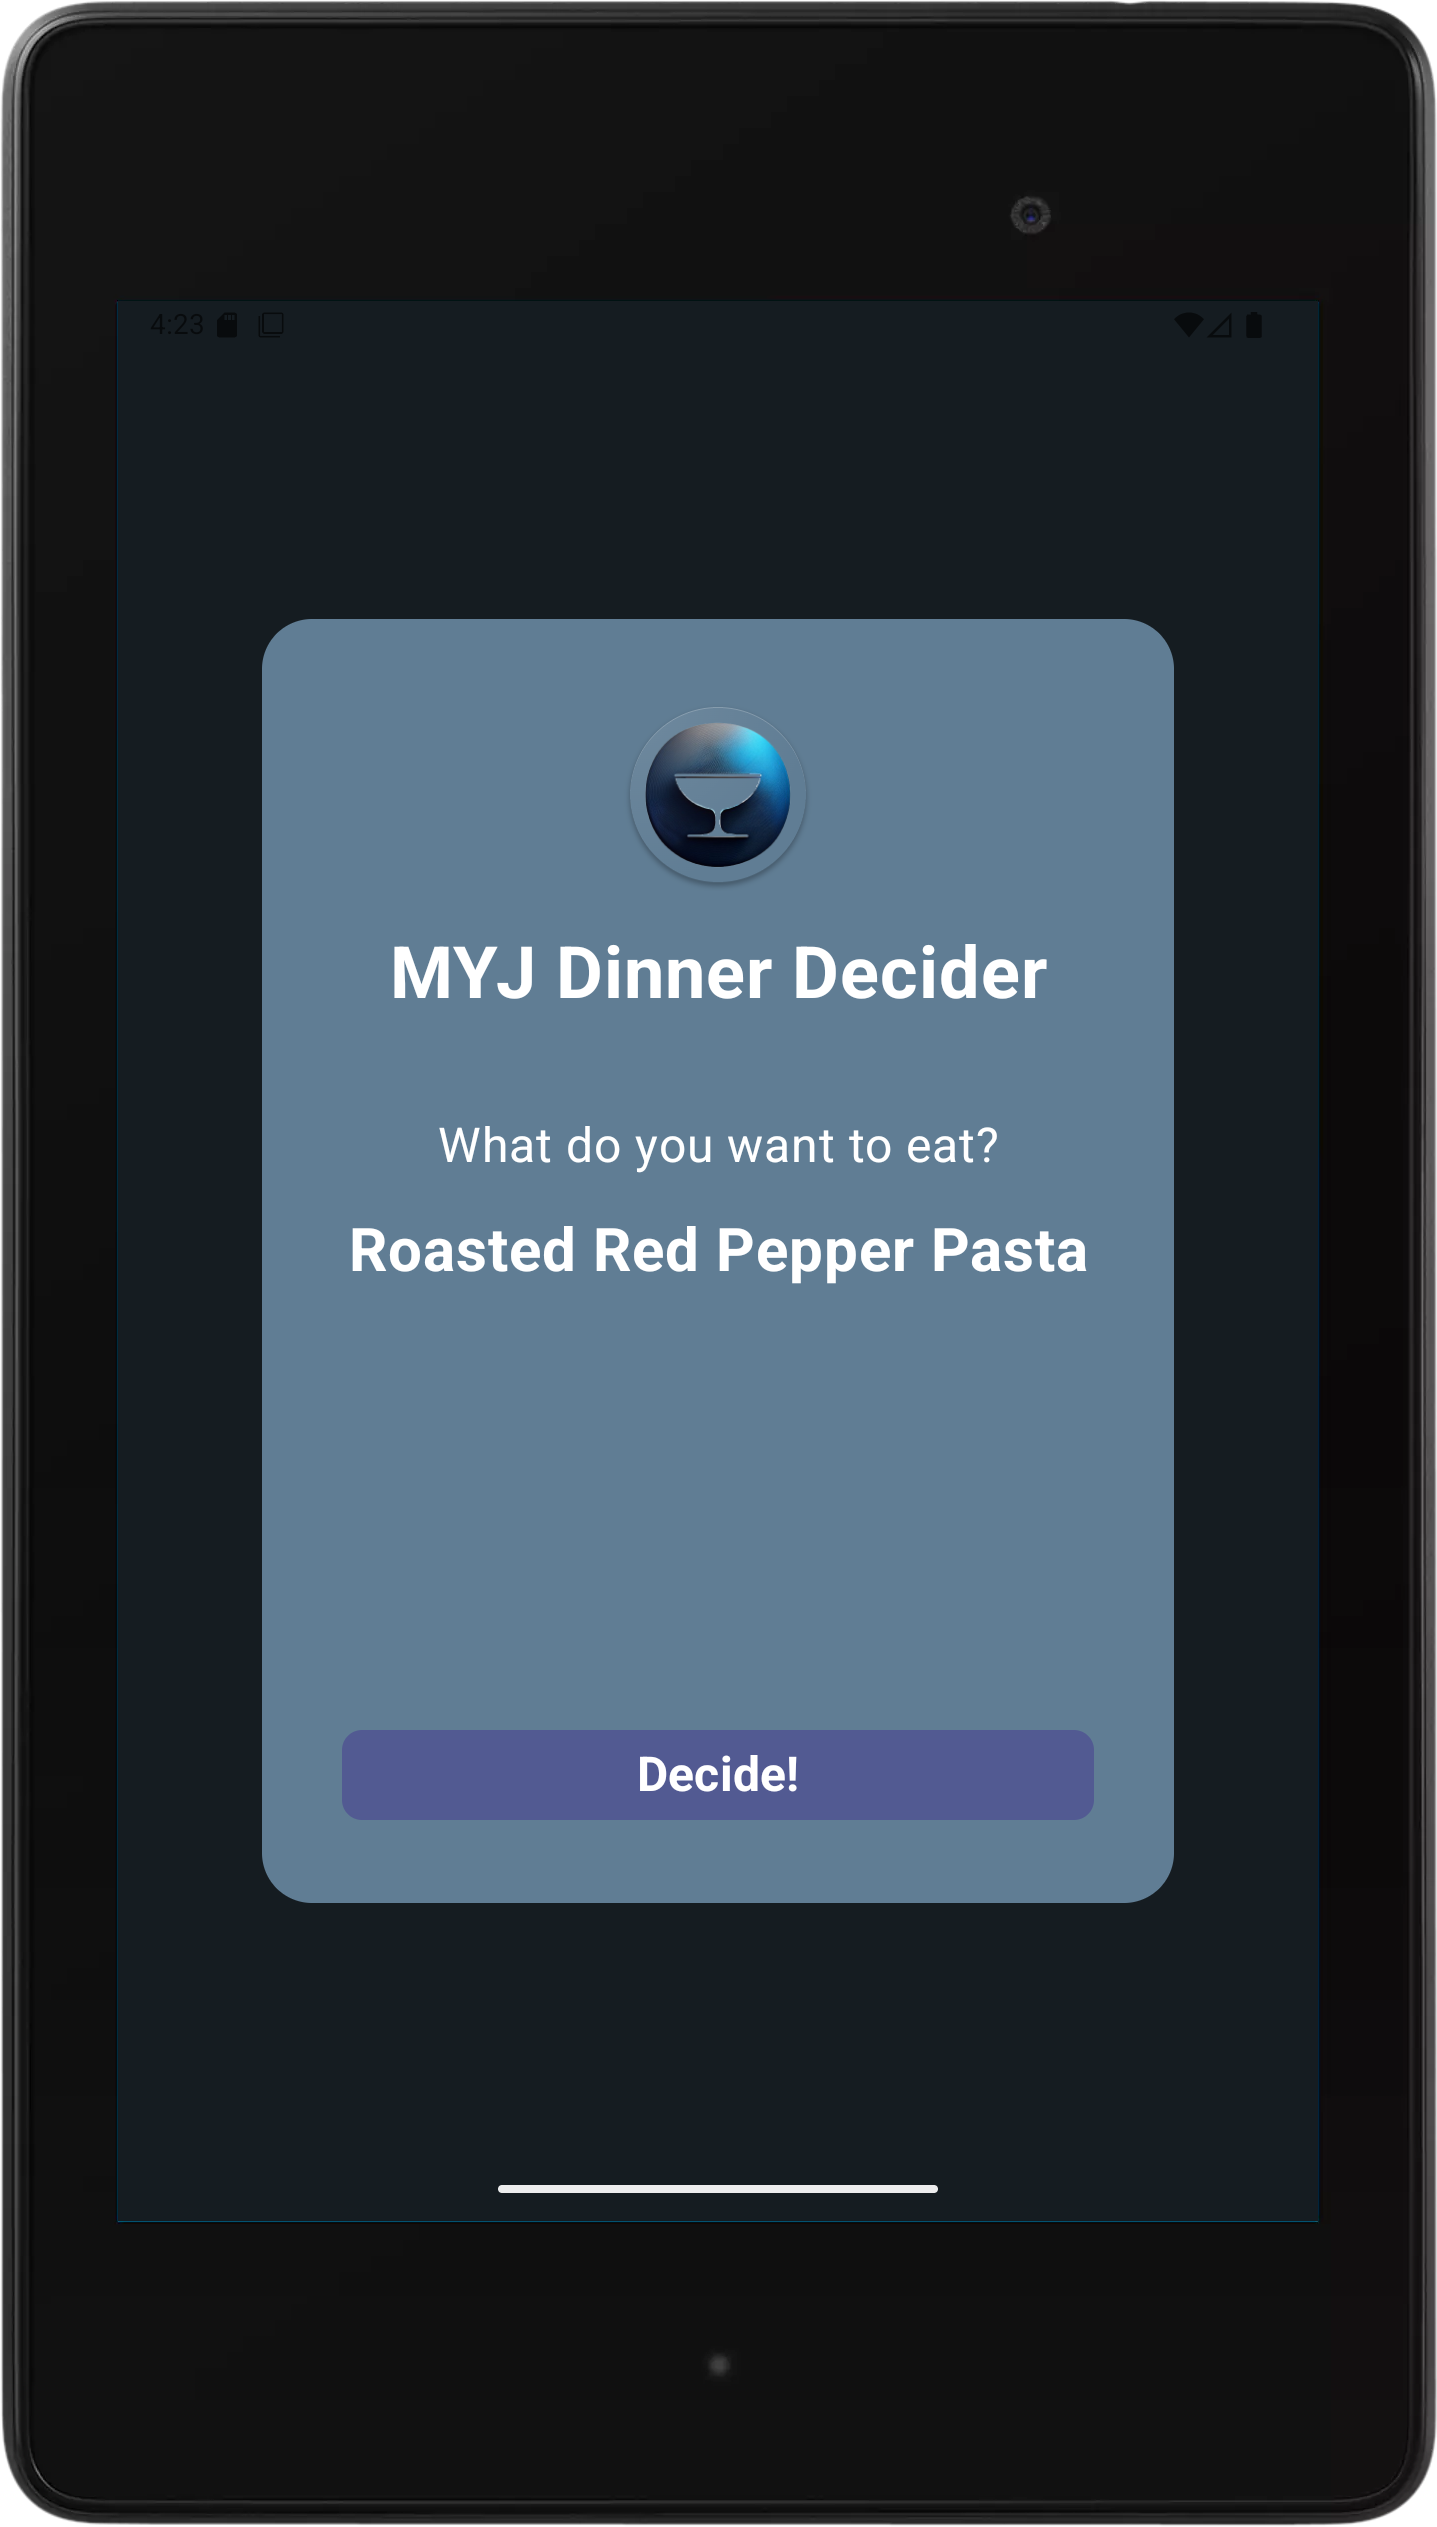 4:23
MYJ Dinner Decider
What do you want to eat?
Roasted Red Pepper Pasta
Decide!